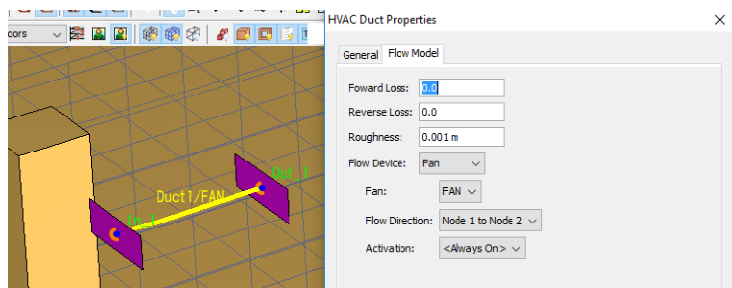 HVAC Duct Properties
cors
General Flow Model
Foward Loss: 0.0
Reverse Loss: 0.0
Roughness: 0.001 m
Flow Device: Fan
Fan: FAN
Flow Direction: Node 1 to Node 2
Activation: <Always On>
Out_1
Duct1/FAN
In_1